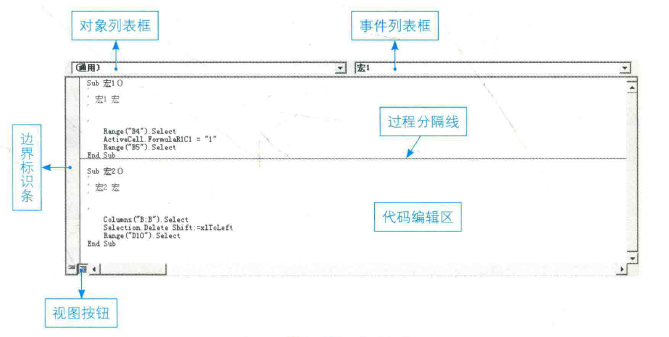 对象列表框
事件列表框
(通用)
宏1
Sub 宏1()
' 宏1 宏
'
'
Range("B4").Select
ActiveCell.FormulaR1C1 = "1"
Range("B5").Select
End Sub
过程分隔线
边界标识条
Sub 宏2()
' 宏2 宏
'
'
Columns("B:B").Select
Selection.Delete Shift:=xlToLeft
Range("D10").Select
End Sub
代码编辑区
视图按钮